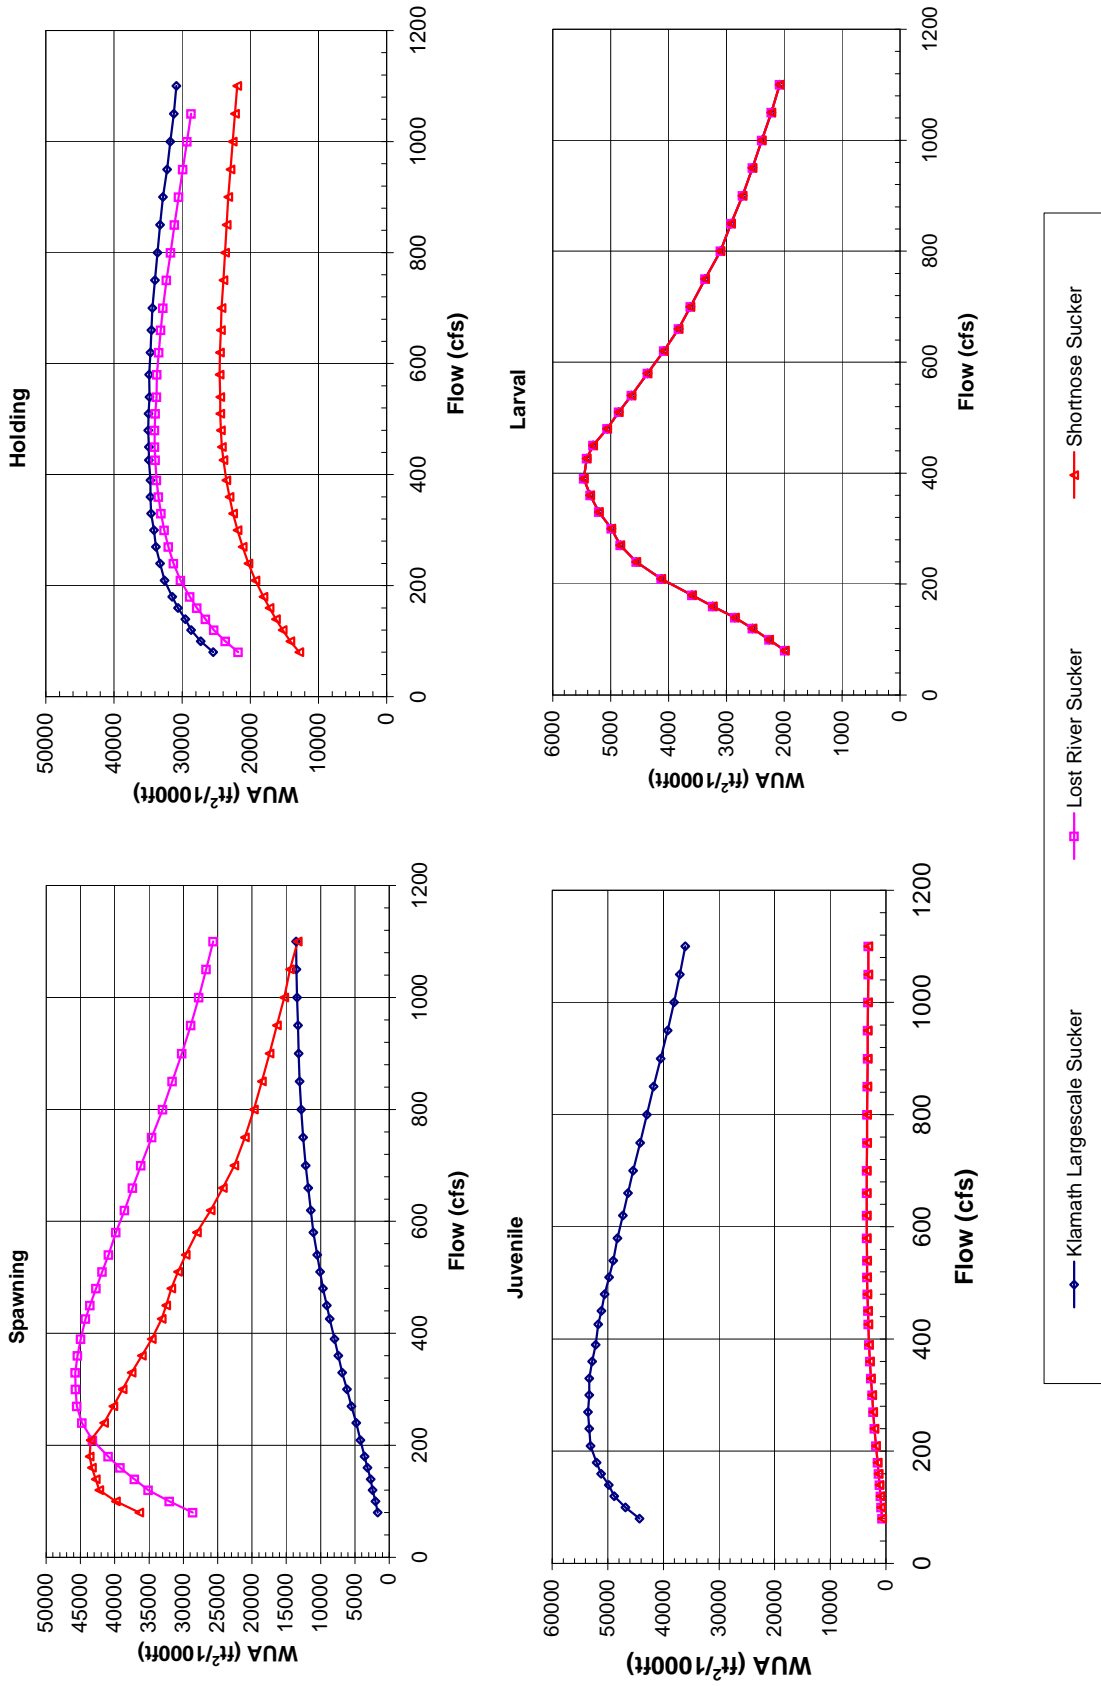 Spawning
WUA (ft²/1000ft)
50000
45000
40000
35000
30000
25000
20000
15000
10000
5000
0
0 200 400 600 800 1000 1200
Flow (cfs)
Holding
WUA (ft²/1000ft)
50000
40000
30000
20000
10000
0
0 200 400 600 800 1000 1200
Flow (cfs)
Juvenile
WUA (ft²/1000ft)
60000
50000
40000
30000
20000
10000
0
0 200 400 600 800 1000 1200
Flow (cfs)
Larval
WUA (ft²/1000ft)
6000
5000
4000
3000
2000
1000
0
0 200 400 600 800 1000 1200
Flow (cfs)
Klamath Largescale Sucker Lost River Sucker Shortnose Sucker